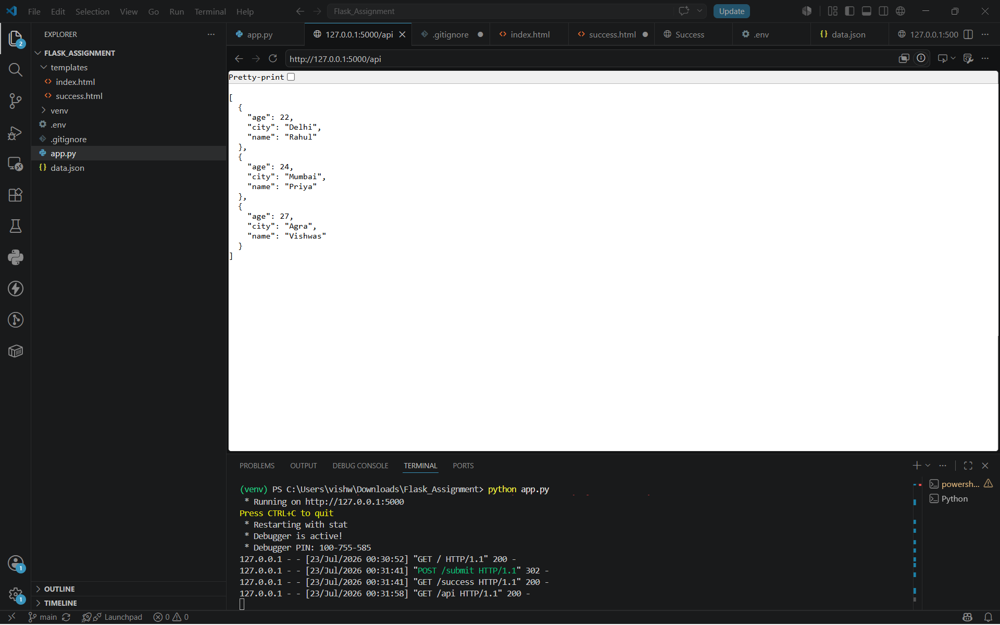 File Edit Selection View Go Run Terminal Help
Flask_Assignment
Update
EXPLORER
FLASK_ASSIGNMENT
templates
index.html
success.html
venv
.env
.gitignore
app.py
data.json
OUTLINE
TIMELINE
2
1
1
app.py 127.0.0.1:5000/api .gitignore index.html success.html Success .env data.json 127.0.0.1:500
http://127.0.0.1:5000/api
Pretty-print
[
  {
    "age": 22,
    "city": "Delhi",
    "name": "Rahul"
  },
  {
    "age": 24,
    "city": "Mumbai",
    "name": "Priya"
  },
  {
    "age": 27,
    "city": "Agra",
    "name": "Vishwas"
  }
]
PROBLEMS OUTPUT DEBUG CONSOLE TERMINAL PORTS
(venv) PS C:\Users\vishw\Downloads\Flask_Assignment> python app.py
 * Running on http://127.0.0.1:5000
Press CTRL+C to quit
 * Restarting with stat
 * Debugger is active!
 * Debugger PIN: 100-755-585
127.0.0.1 - - [23/Jul/2026 00:30:52] "GET / HTTP/1.1" 200 -
127.0.0.1 - - [23/Jul/2026 00:31:41] "POST /submit HTTP/1.1" 302 -
127.0.0.1 - - [23/Jul/2026 00:31:41] "GET /success HTTP/1.1" 200 -
127.0.0.1 - - [23/Jul/2026 00:31:58] "GET /api HTTP/1.1" 200 -
powersh...
Python
main Launchpad 0 0